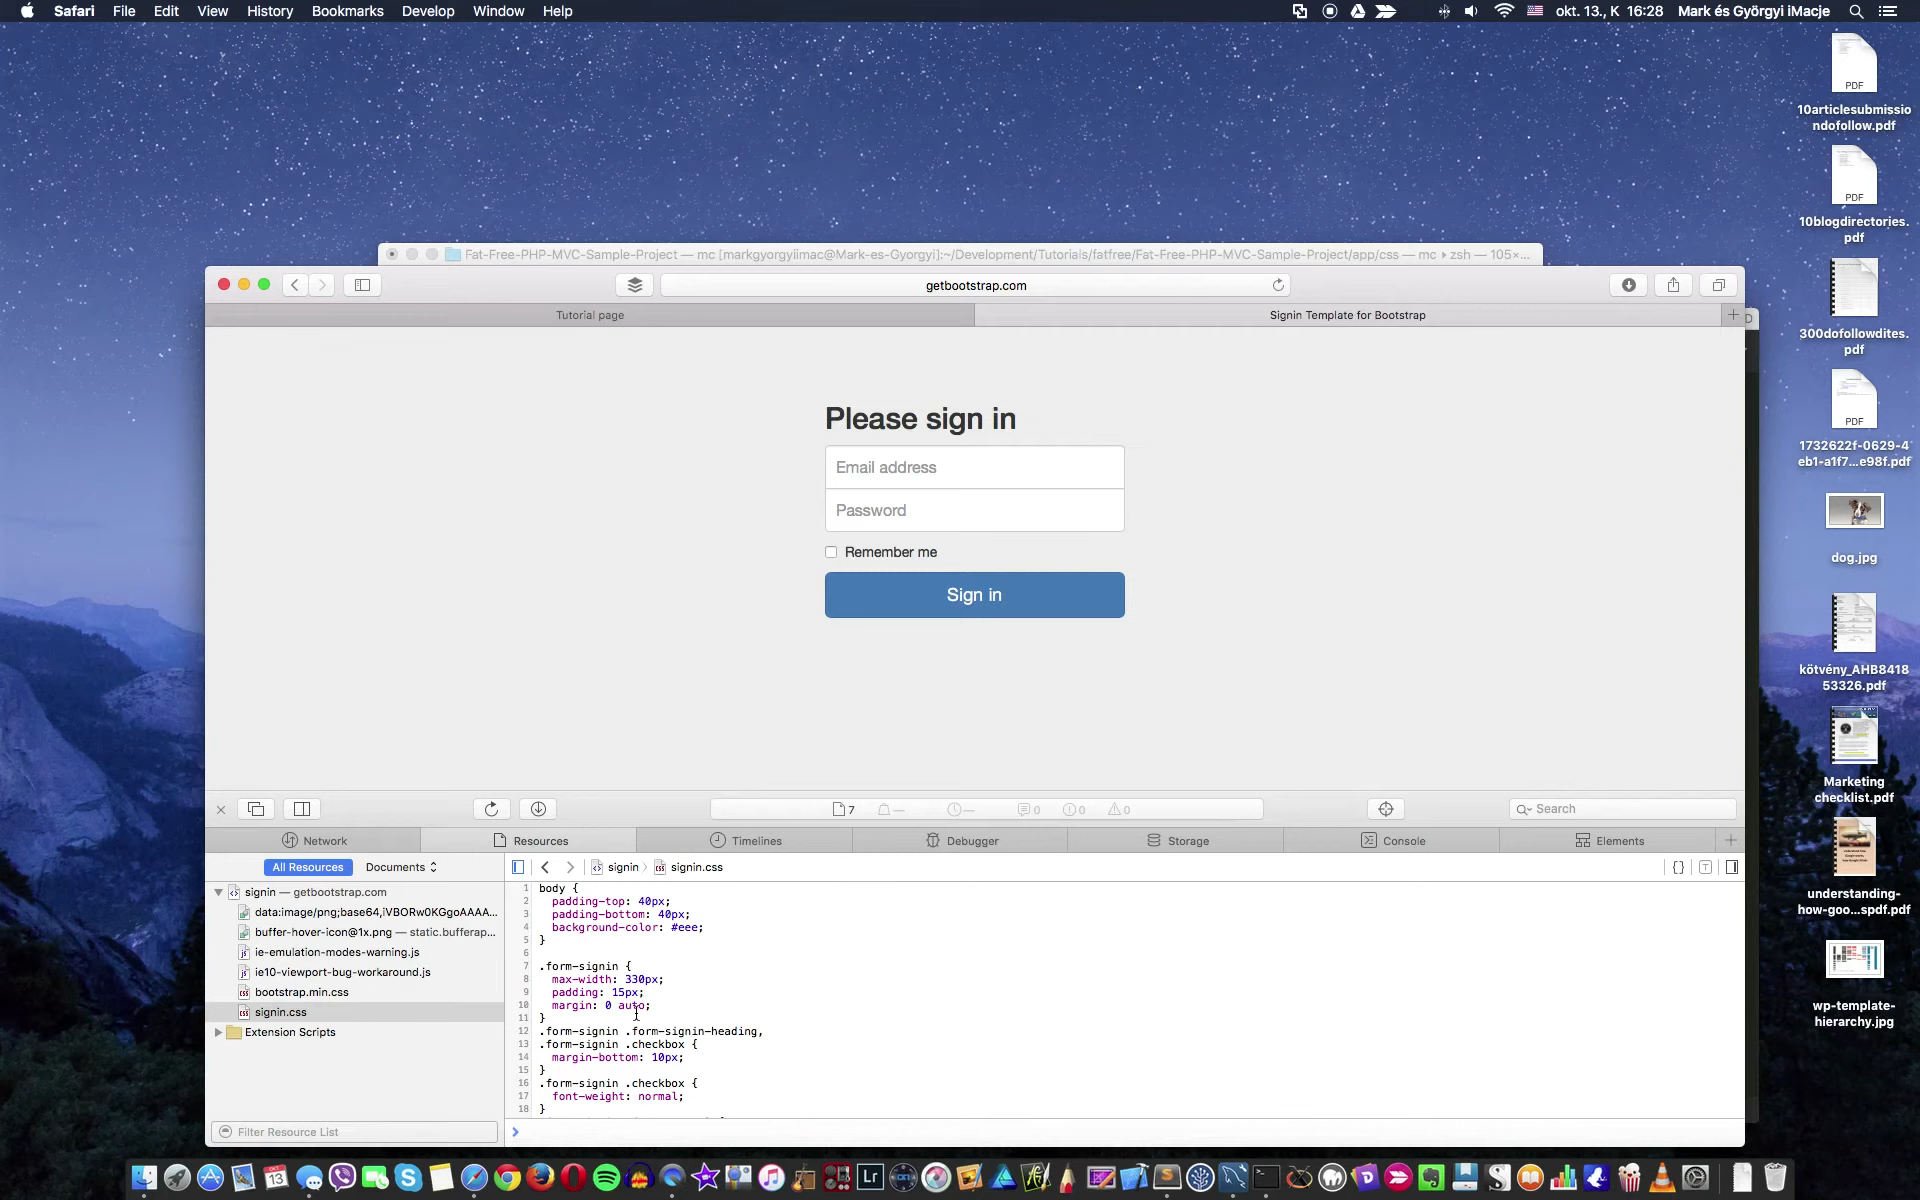 Safari File Edit View History Bookmarks Develop Window Help
okt. 13., K 16:28 Mark és Györgyi iMacje
PDF
10articlesubmissio
ndofollow.pdf
PDF
10blogdirectories.
pdf
300dofollowdites.
pdf
PDF
1732622f-0629-4
eb1-a1f7...e98f.pdf
dog.jpg
kötvény_AHB8418
53326.pdf
Marketing
checklist.pdf
understanding-
how-goo...spdf.pdf
wp-template-
hierarchy.jpg
Fat-Free-PHP-MVC-Sample-Project — mc [markgyorgyiimac@Mark-es-Gyorgyi]:~/Development/Tutorials/fatfree/Fat-Free-PHP-MVC-Sample-Project/app/css — mc ▸ zsh — 105×...
getbootstrap.com
Tutorial page
Signin Template for Bootstrap
Please sign in
Email address
Password
Remember me
Sign in
7 — — 0 0 0
Search
Network Resources Timelines Debugger Storage Console Elements
All Resources Documents
signin signin.css
signin — getbootstrap.com
data:image/png;base64,iVBORw0KGgoAAAA...
buffer-hover-icon@1x.png — static.bufferap...
ie-emulation-modes-warning.js
ie10-viewport-bug-workaround.js
bootstrap.min.css
signin.css
Extension Scripts
Filter Resource List
1 body {
2 padding-top: 40px;
3 padding-bottom: 40px;
4 background-color: #eee;
5 }
6
7 .form-signin {
8 max-width: 330px;
9 padding: 15px;
10 margin: 0 auto;
11 }
12 .form-signin .form-signin-heading,
13 .form-signin .checkbox {
14 margin-bottom: 10px;
15 }
16 .form-signin .checkbox {
17 font-weight: normal;
18 }